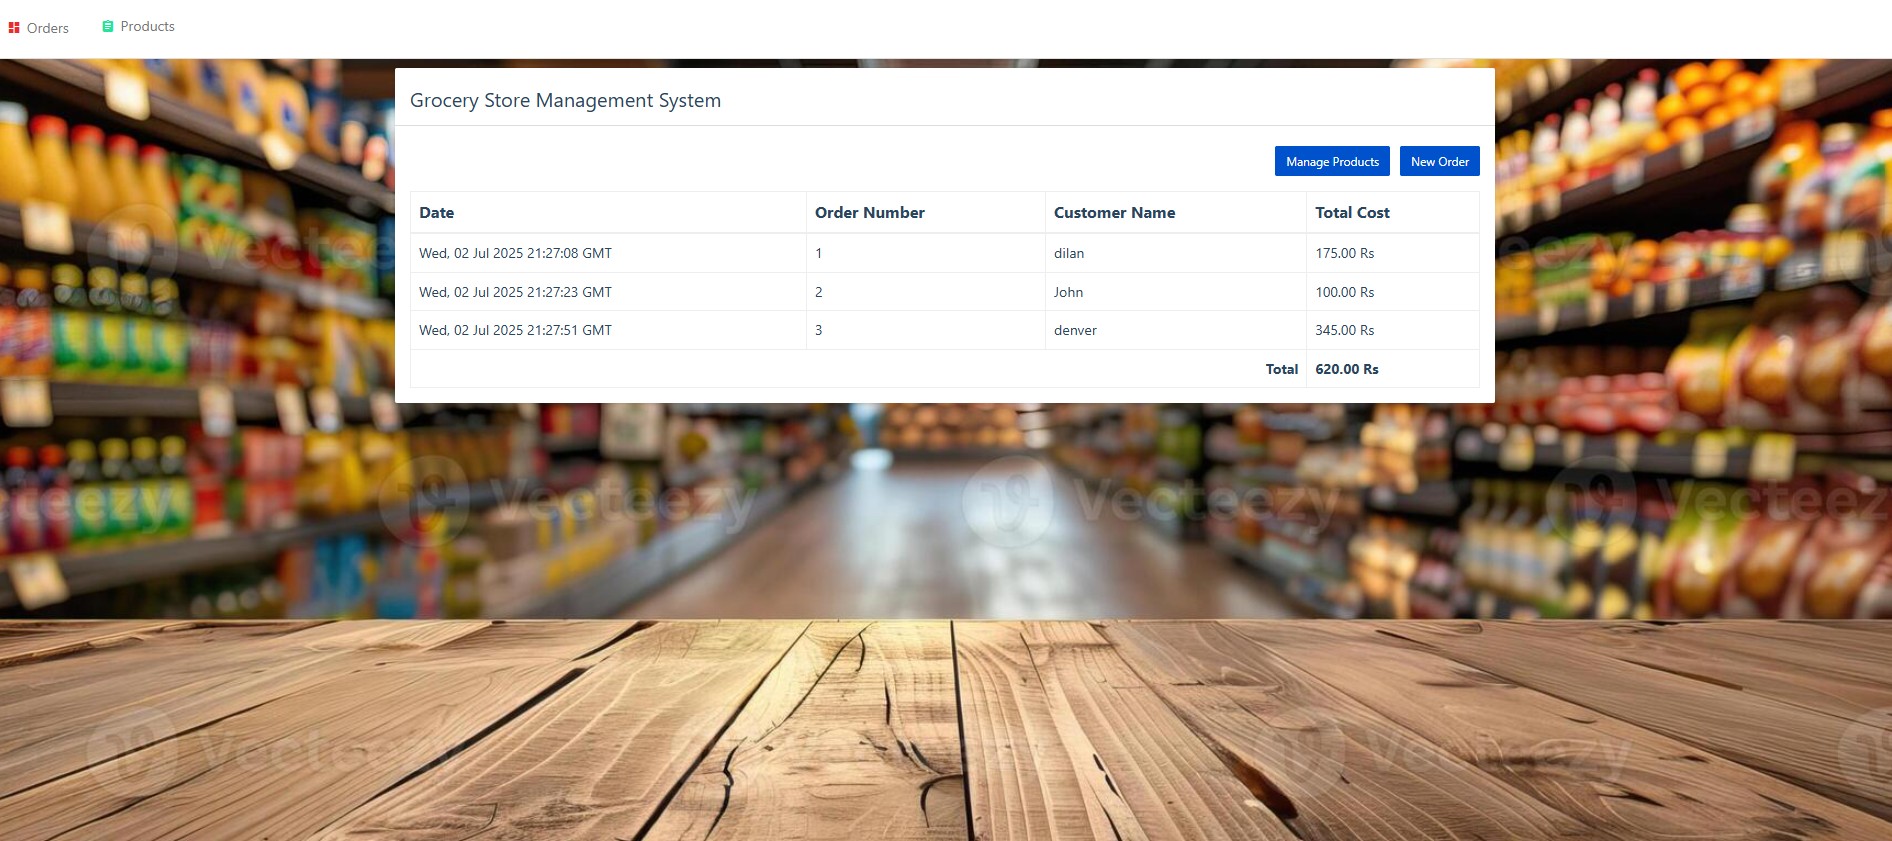 Orders Products
Grocery Store Management System
Manage Products New Order
Date Order Number Customer Name Total Cost
Wed, 02 Jul 2025 21:27:08 GMT 1 dilan 175.00 Rs
Wed, 02 Jul 2025 21:27:23 GMT 2 John 100.00 Rs
Wed, 02 Jul 2025 21:27:51 GMT 3 denver 345.00 Rs
Total 620.00 Rs
Vecteezy
Vecteezy
Vecteezy
Vecteezy
Vecteezy
Vecteezy